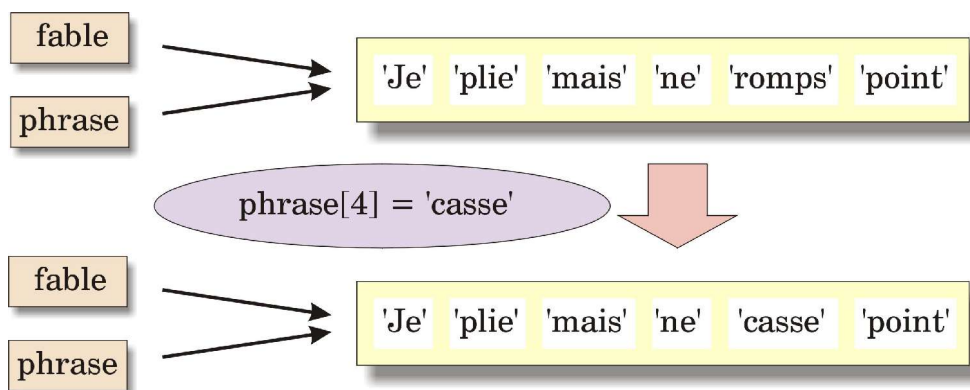 fable
'Je' 'plie' 'mais' 'ne' 'romps' 'point'
phrase
phrase[4] = 'casse'
fable
'Je' 'plie' 'mais' 'ne' 'casse' 'point'
phrase